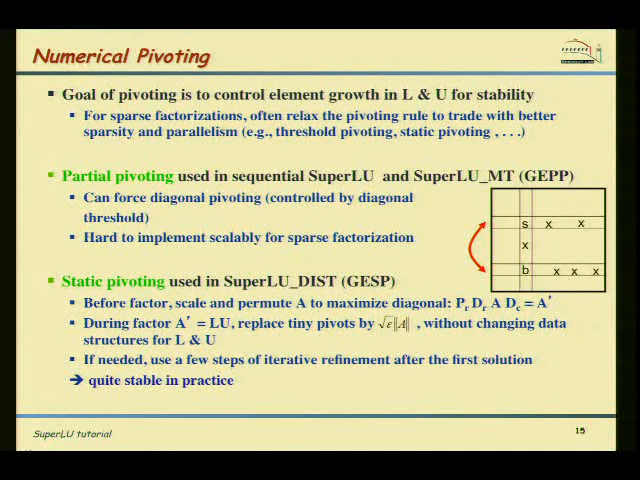 Numerical Pivoting
Goal of pivoting is to control element growth in L & U for stability
For sparse factorizations, often relax the pivoting rule to trade with better
sparsity and parallelism (e.g., threshold pivoting, static pivoting , . . .)
Partial pivoting used in sequential SuperLU and SuperLU_MT (GEPP)
Can force diagonal pivoting (controlled by diagonal
threshold)
Hard to implement scalably for sparse factorization
s x x
x
b x x x
Static pivoting used in SuperLU_DIST (GESP)
Before factor, scale and permute A to maximize diagonal: Pr Dr A Dc = A'
During factor A' = LU, replace tiny pivots by √ε ||A|| , without changing data
structures for L & U
If needed, use a few steps of iterative refinement after the first solution
➔ quite stable in practice
SuperLU tutorial
15